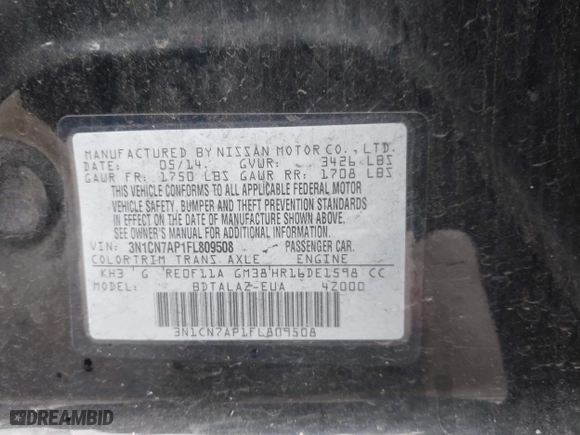 MANUFACTURED BY NISSAN MOTOR CO., LTD.
DATE: 05/14 GVWR: 3426 LBS
GAWR FR: 1750 LBS GAWR RR: 1708 LBS
THIS VEHICLE CONFORMS TO ALL APPLICABLE FEDERAL MOTOR
VEHICLE SAFETY, BUMPER AND THEFT PREVENTION STANDARDS
IN EFFECT ON THE DATE OF MANUFACTURE SHOWN ABOVE.
SEE OWNER'S MANUAL FOR ADDITIONAL INFORMATION.
VIN: 3N1CN7AP1FL809508 PASSENGER CAR.
COLOR TRIM TRANS. AXLE ENGINE
KH3 G RE0F11A GM38 HR16DE1598 CC
MODEL: BDTALAZ-EUA 42000
3N1CN7AP1FL809508
DREAMBID